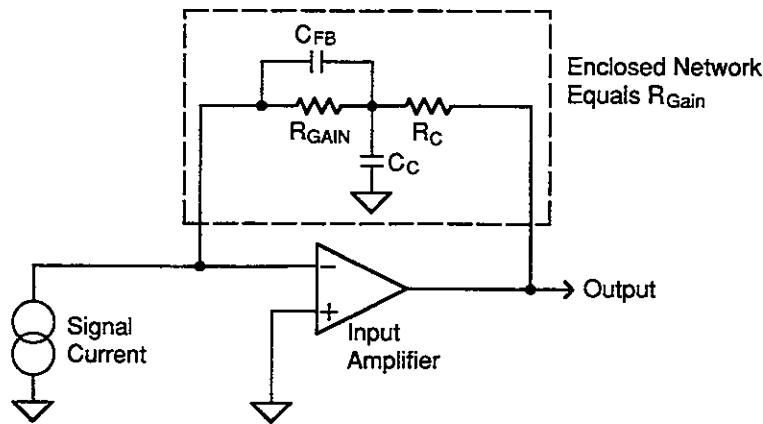 CFB
Enclosed Network
Equals RGain
RGAIN
RC
CC
−
+
Output
Signal
Current
Input
Amplifier